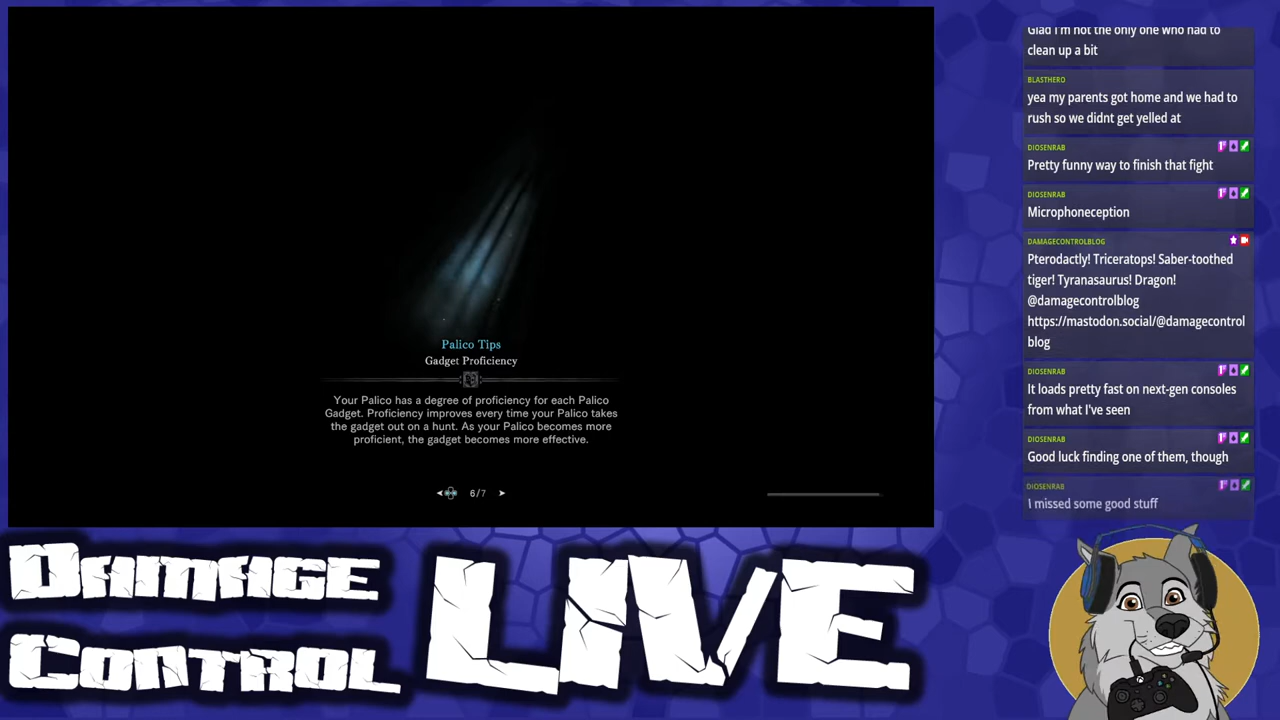 Palico Tips
Gadget Proficiency
Your Palico has a degree of proficiency for each Palico
Gadget. Proficiency improves every time your Palico takes
the gadget out on a hunt. As your Palico becomes more
proficient, the gadget becomes more effective.
6/7
Glad I'm not the only one who had to
clean up a bit
BLASTHERO
yea my parents got home and we had to
rush so we didnt get yelled at
DIOSENRAB
Pretty funny way to finish that fight
DIOSENRAB
Microphoneception
DAMAGECONTROLBLOG
Pterodactly! Triceratops! Saber-toothed
tiger! Tyranasaurus! Dragon!
@damagecontrolblog
https://mastodon.social/@damagecontrol
blog
DIOSENRAB
It loads pretty fast on next-gen consoles
from what I've seen
DIOSENRAB
Good luck finding one of them, though
DIOSENRAB
I missed some good stuff
DAMAGE
CONTROL
LIVE